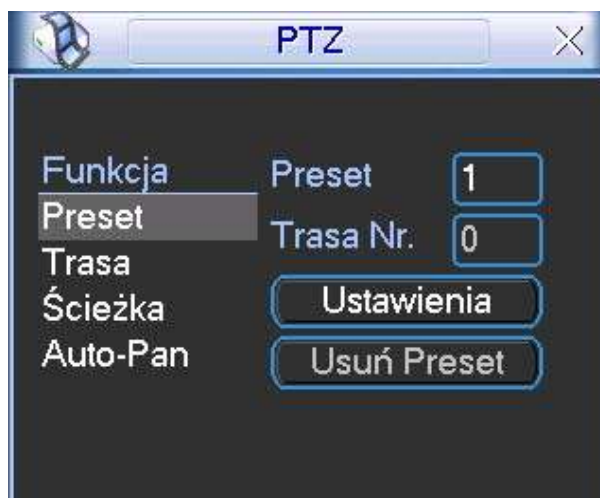 PTZ
Funkcja
Preset
Trasa
Ścieżka
Auto-Pan
Preset 1
Trasa Nr. 0
Ustawienia
Usuń Preset